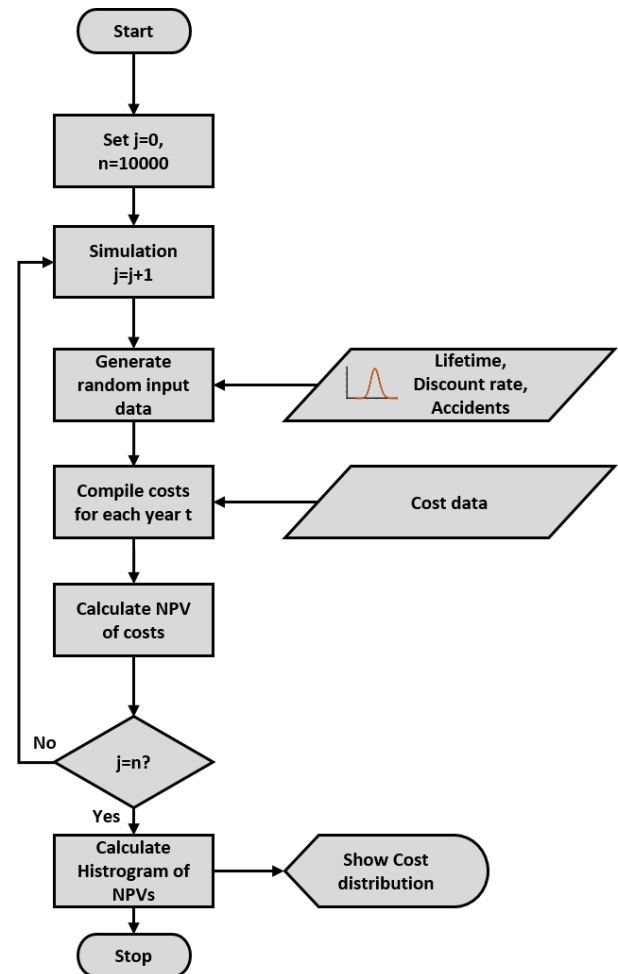 Start
Set j=0,
n=10000
Simulation
j=j+1
Generate
random input
data
Lifetime,
Discount rate,
Accidents
Compile costs
for each year t
Cost data
Calculate NPV
of costs
No
j=n?
Yes
Calculate
Histrogram of
NPVs
Show Cost
distribution
Stop